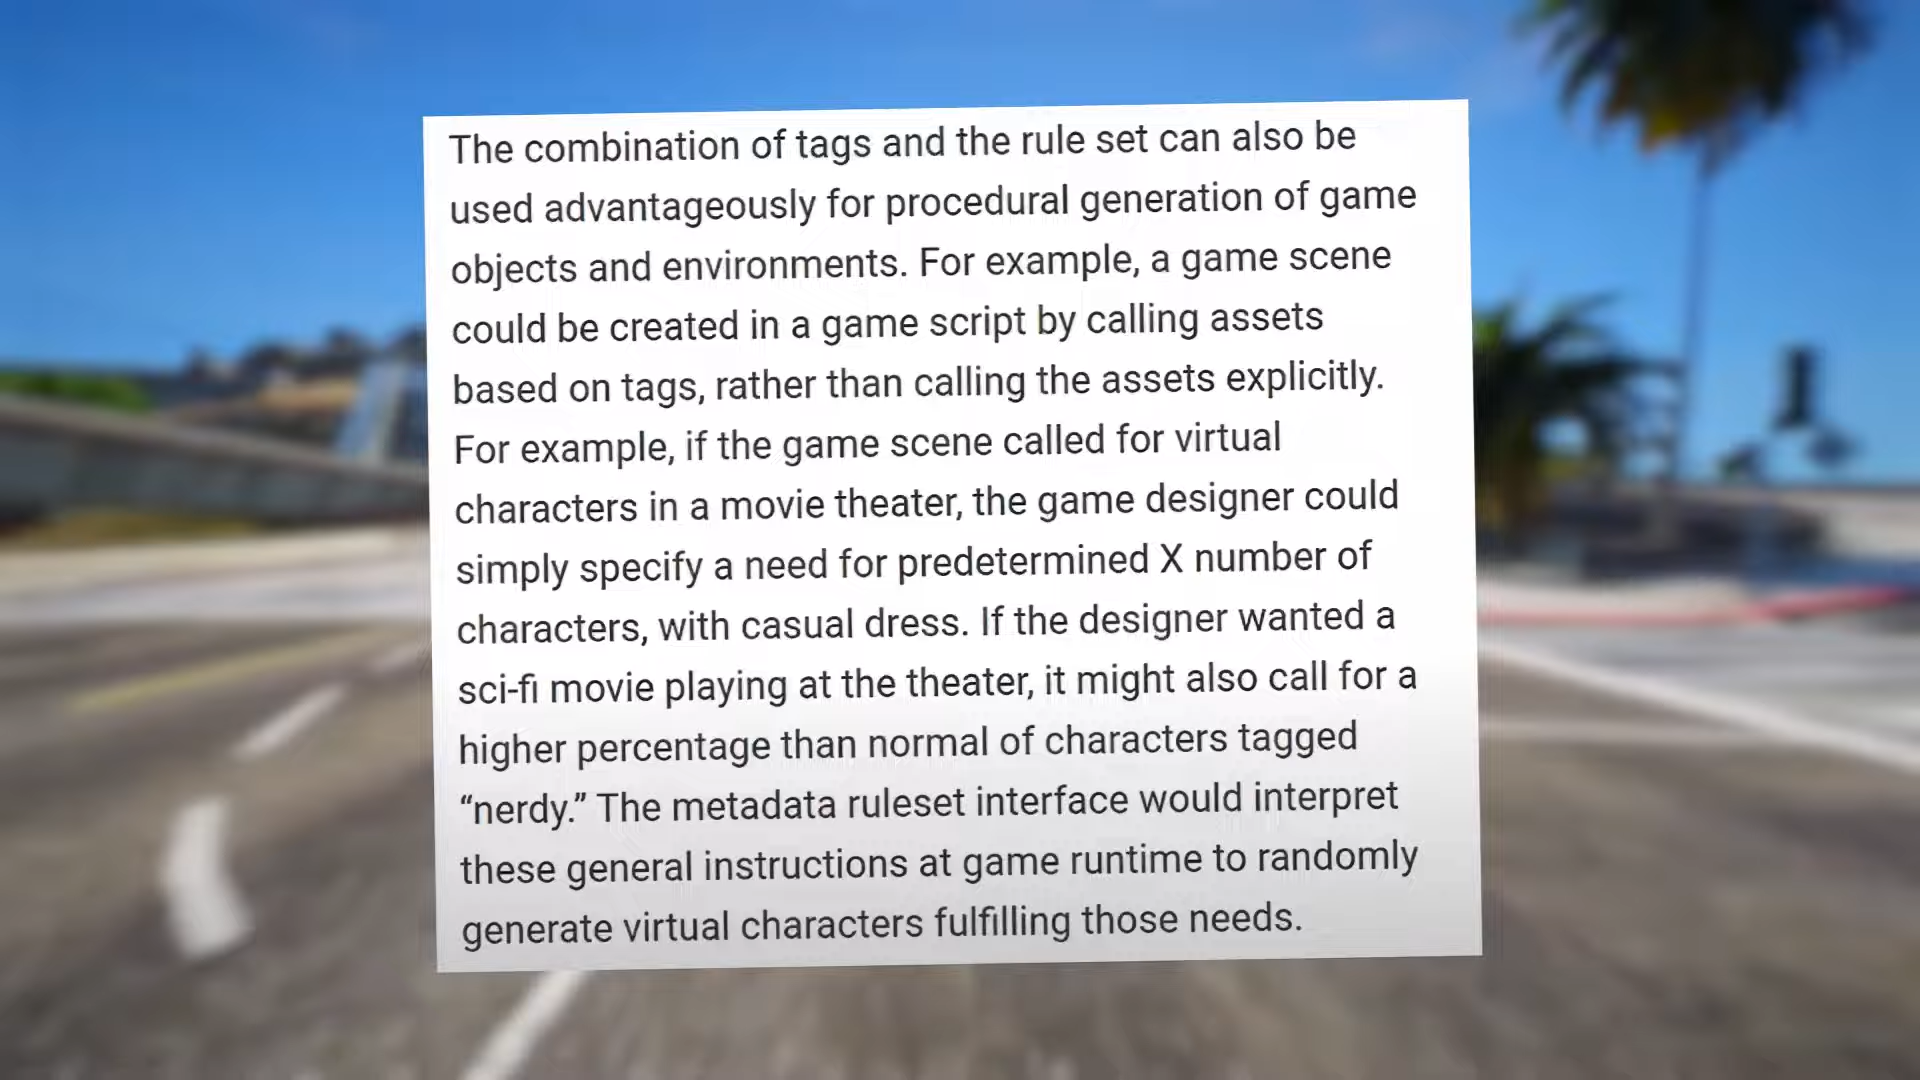 The combination of tags and the rule set can also be
used advantageously for procedural generation of game
objects and environments. For example, a game scene
could be created in a game script by calling assets
based on tags, rather than calling the assets explicitly.
For example, if the game scene called for virtual
characters in a movie theater, the game designer could
simply specify a need for predetermined X number of
characters, with casual dress. If the designer wanted a
sci-fi movie playing at the theater, it might also call for a
higher percentage than normal of characters tagged
“nerdy.” The metadata ruleset interface would interpret
these general instructions at game runtime to randomly
generate virtual characters fulfilling those needs.